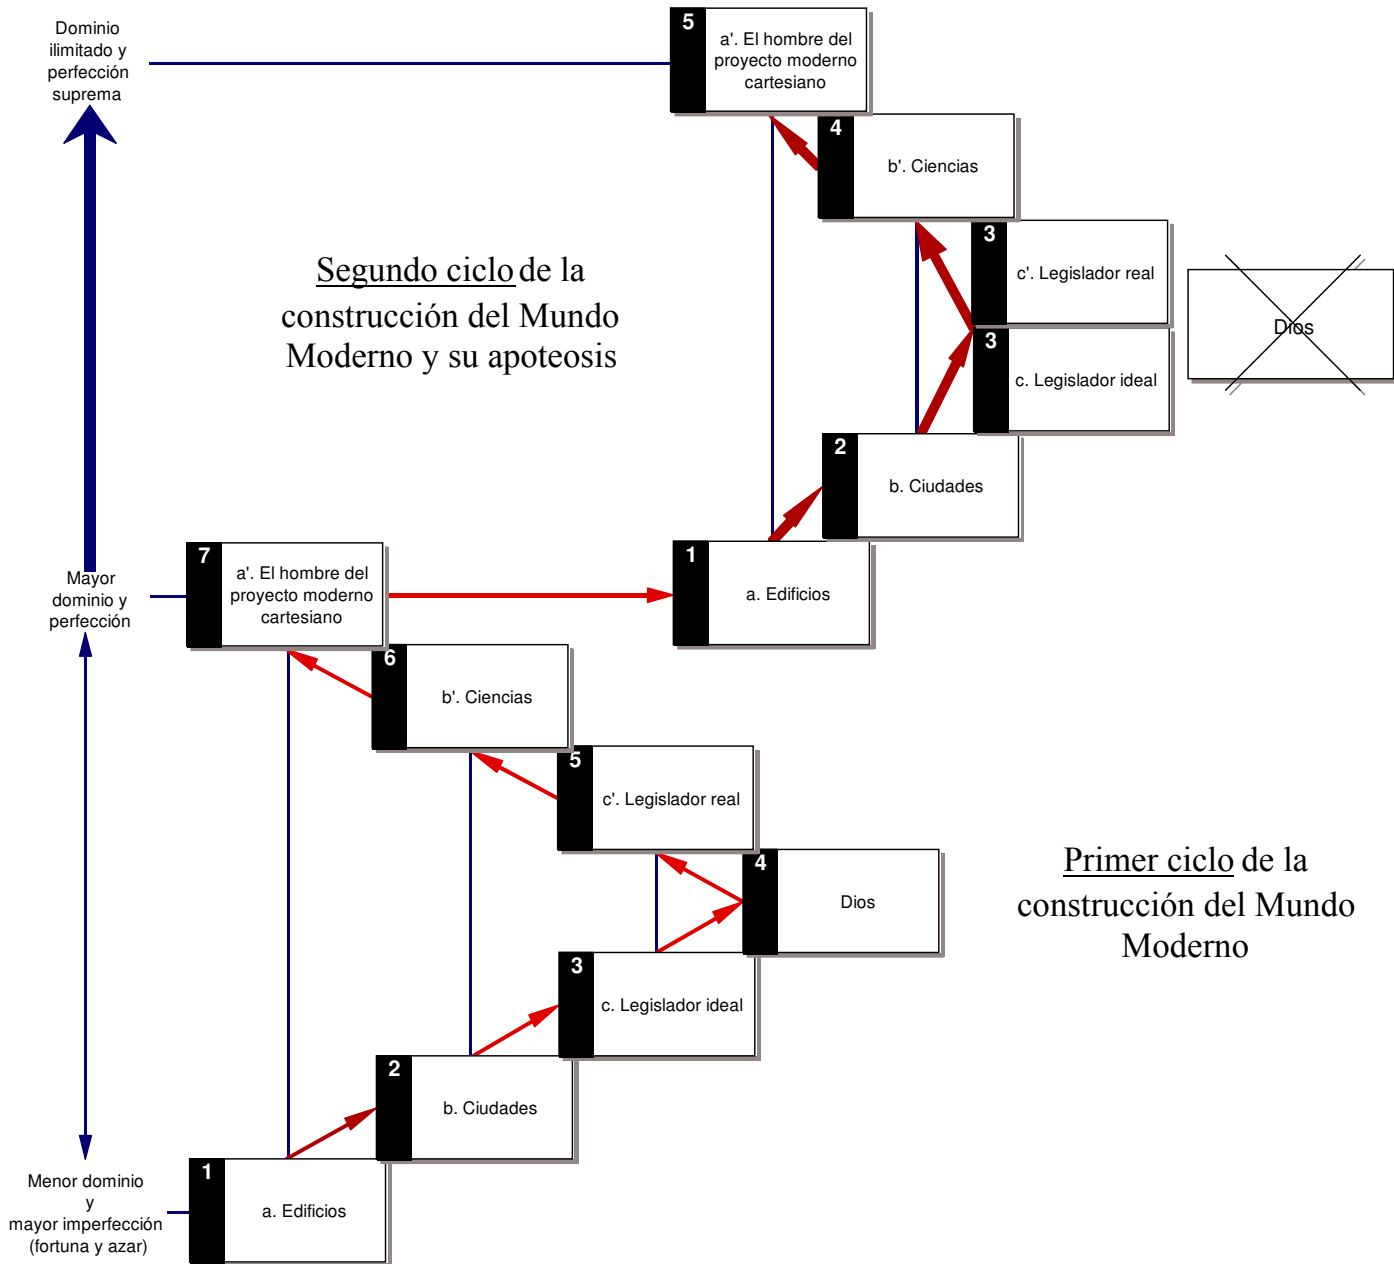 Dominio
ilimitado y
perfección
suprema
5
a'. El hombre del
proyecto moderno
cartesiano
4
b'. Ciencias
3
c'. Legislador real
Dios
3
c. Legislador ideal
Segundo ciclo de la
construcción del Mundo
Moderno y su apoteosis
2
b. Ciudades
1
a. Edificios
Mayor
dominio y
perfección
7
a'. El hombre del
proyecto moderno
cartesiano
6
b'. Ciencias
5
c'. Legislador real
4
Dios
Primer ciclo de la
construcción del Mundo
Moderno
3
c. Legislador ideal
2
b. Ciudades
1
a. Edificios
Menor dominio
y
mayor imperfección
(fortuna y azar)